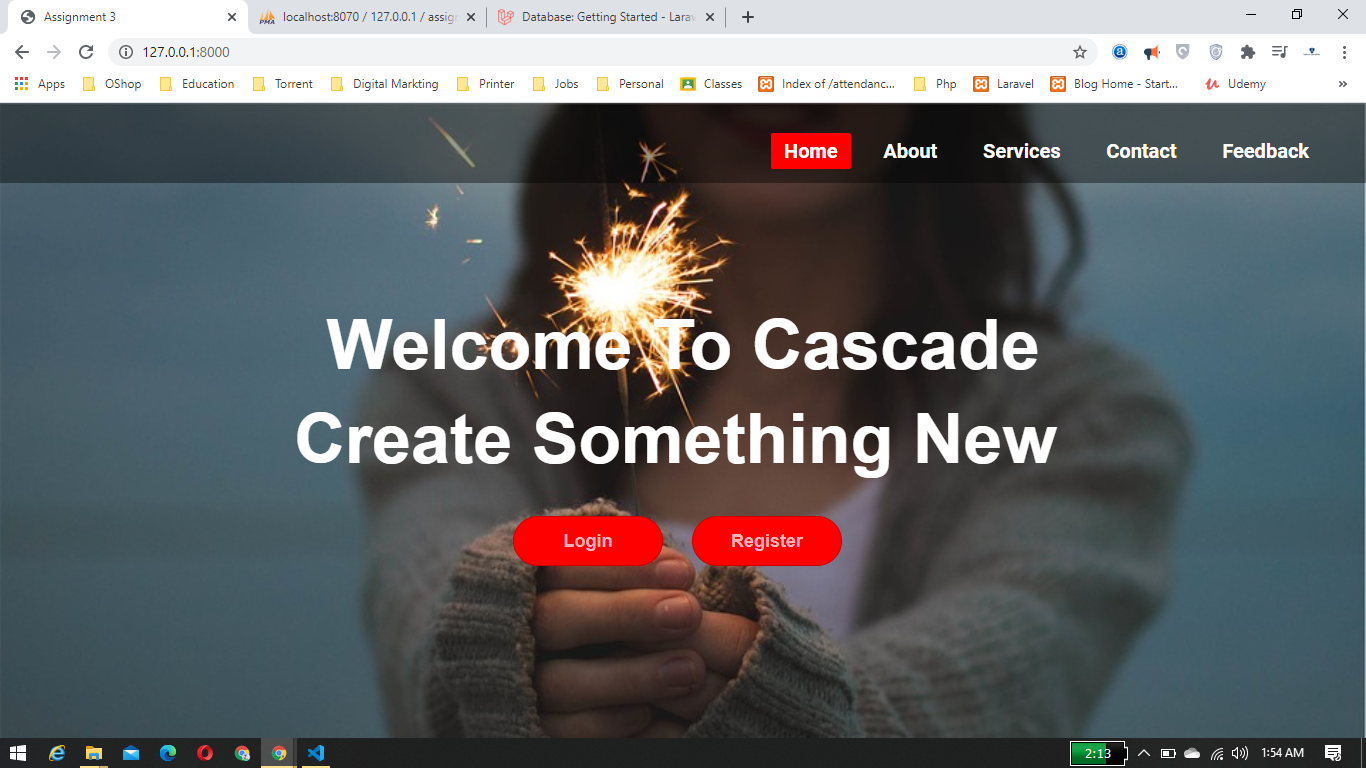 Assignment 3
localhost:8070 / 127.0.0.1 / assig
Database: Getting Started - Larav
127.0.0.1:8000
Apps OShop Education Torrent Digital Markting Printer Jobs Personal Classes Index of /attendanc... Php Laravel Blog Home - Start... Udemy »
Home About Services Contact Feedback
Welcome To Cascade
Create Something New
Login Register
2:13 1:54 AM